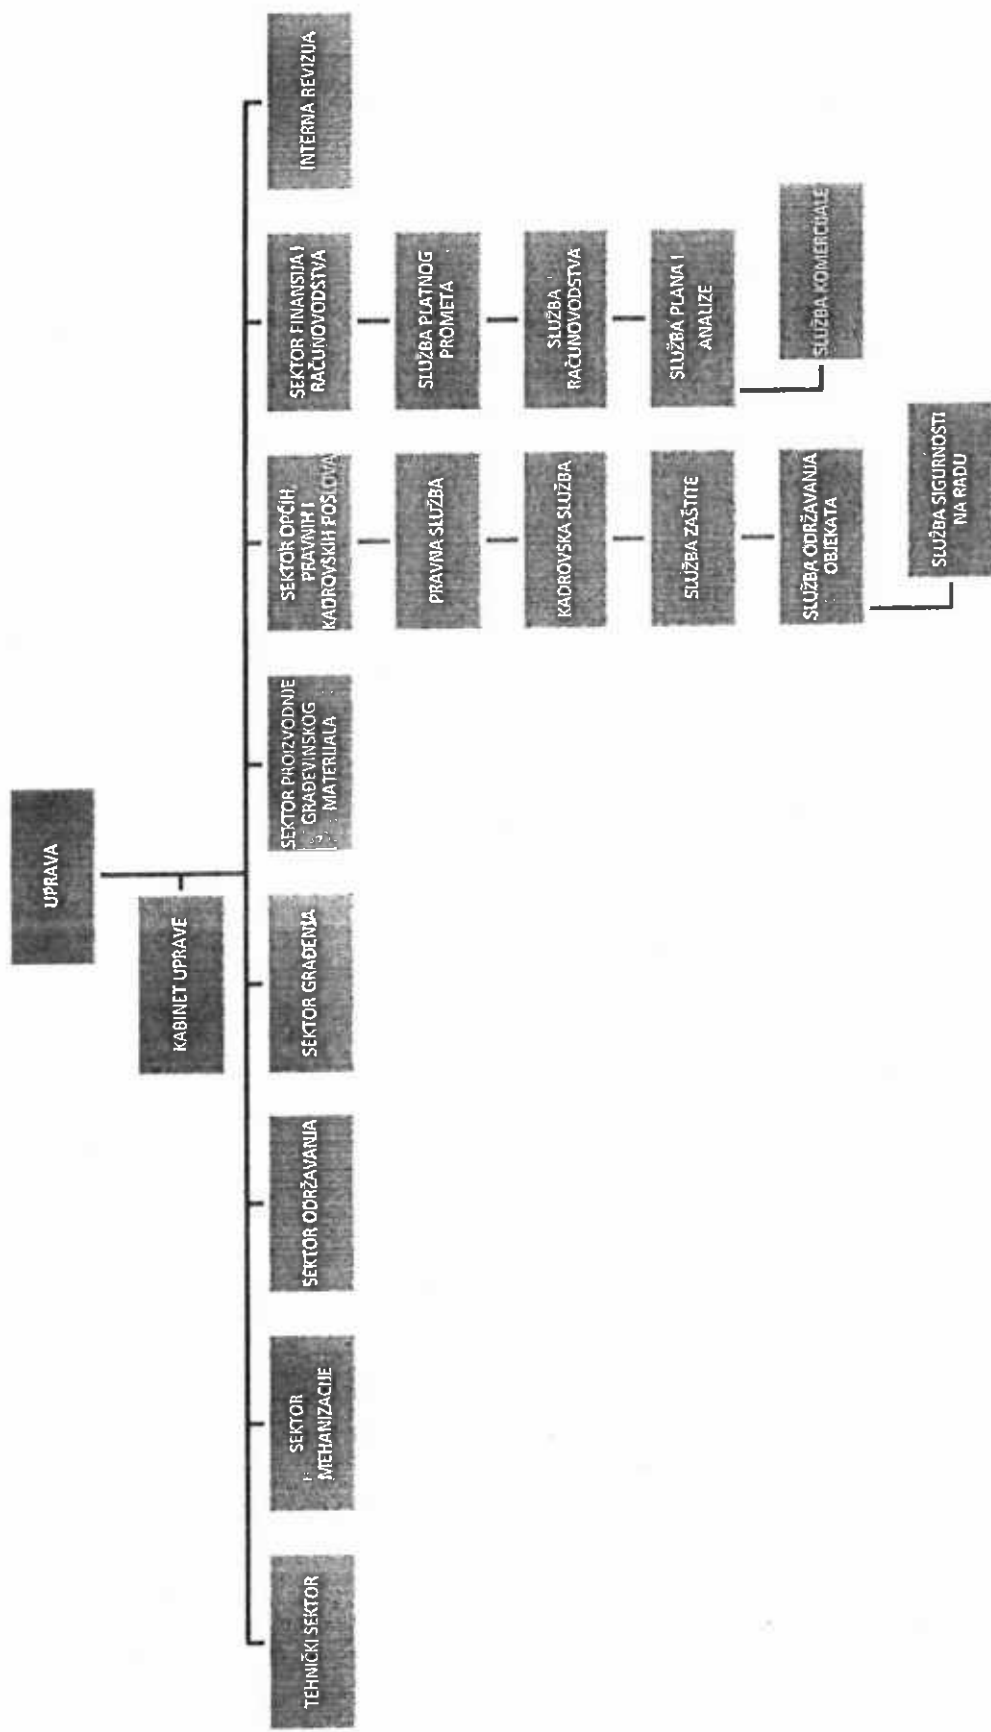 UPRAVA
KABINET UPRAVE
TEHNIČKI SEKTOR
SEKTOR
MEHANIZACIJE
SEKTOR ODRŽAVANJA
SEKTOR GRAĐENJA
SEKTOR PROIZVODNJE
GRAĐEVINSKOG
MATERIJALA
SEKTOR OPĆIH,
PRAVNIH I
KADROVSKIH POSLOVA
PRAVNA SLUŽBA
KADROVSKA SLUŽBA
SLUŽBA ZAŠTITE
SLUŽBA ODRŽAVANJA
OBJEKATA
SLUŽBA SIGURNOSTI
NA RADU
SEKTOR FINANSIJA I
RAČUNOVODSTVA
SLUŽBA PLATNOG
PROMETA
SLUŽBA
RAČUNOVODSTVA
SLUŽBA PLANA I
ANALIZE
SLUŽBA KOMERCIJALE
INTERNA REVIZIJA